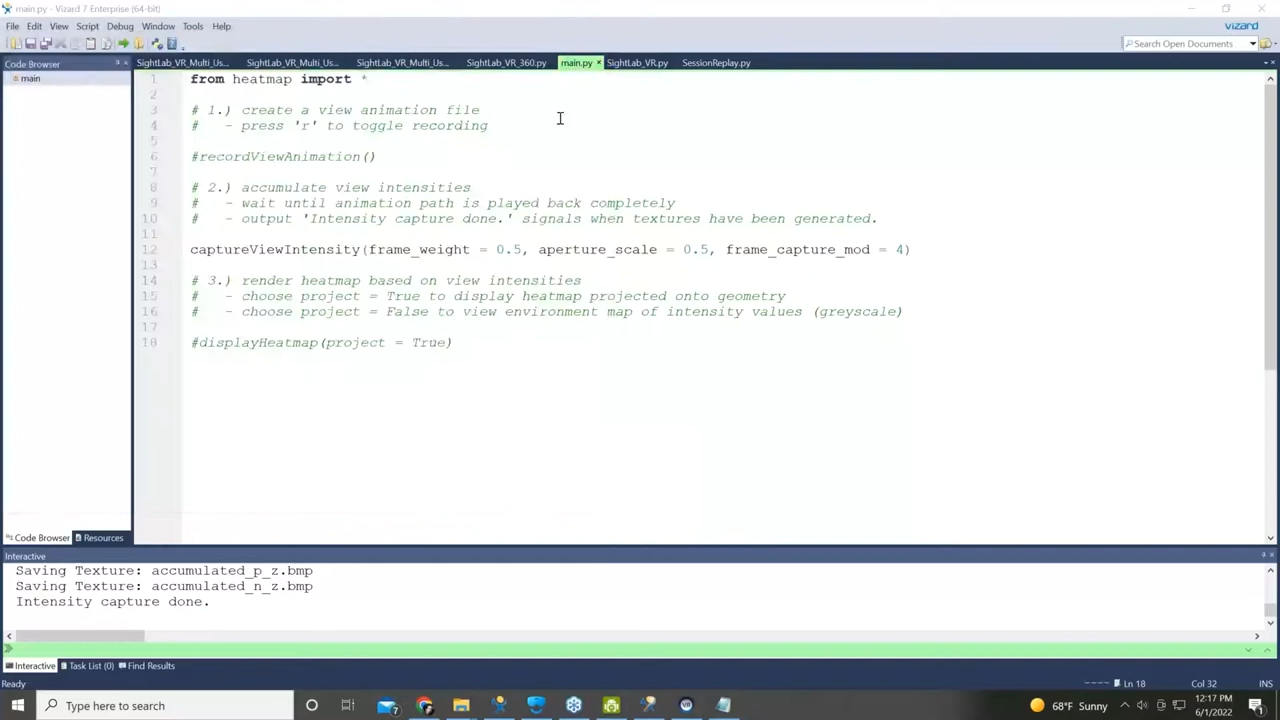 main.py - Vizard 7 Enterprise (64-bit)
File Edit View Script Debug Window Tools Help
vizard
Search Open Documents
Code Browser
SightLab_VR_Multi_Us... SightLab_VR_Multi_Us... SightLab_VR_Multi_Us... SightLab_VR_360.py main.py SightLab_VR.py SessionReplay.py
main
1 from heatmap import *
2
3 # 1.) create a view animation file
4 # - press 'r' to toggle recording
5
6 #recordViewAnimation()
7
8 # 2.) accumulate view intensities
9 # - wait until animation path is played back completely
10 # - output 'Intensity capture done.' signals when textures have been generated.
11
12 captureViewIntensity(frame_weight = 0.5, aperture_scale = 0.5, frame_capture_mod = 4)
13
14 # 3.) render heatmap based on view intensities
15 # - choose project = True to display heatmap projected onto geometry
16 # - choose project = False to view environment map of intensity values (greyscale)
17
18 #displayHeatmap(project = True)
Code Browser Resources
Interactive
Saving Texture: accumulated_p_z.bmp
Saving Texture: accumulated_n_z.bmp
Intensity capture done.
Interactive Task List (0) Find Results
Ready Ln 18 Col 32 INS
Type here to search
7
VR
68°F Sunny
12:17 PM
6/1/2022
1